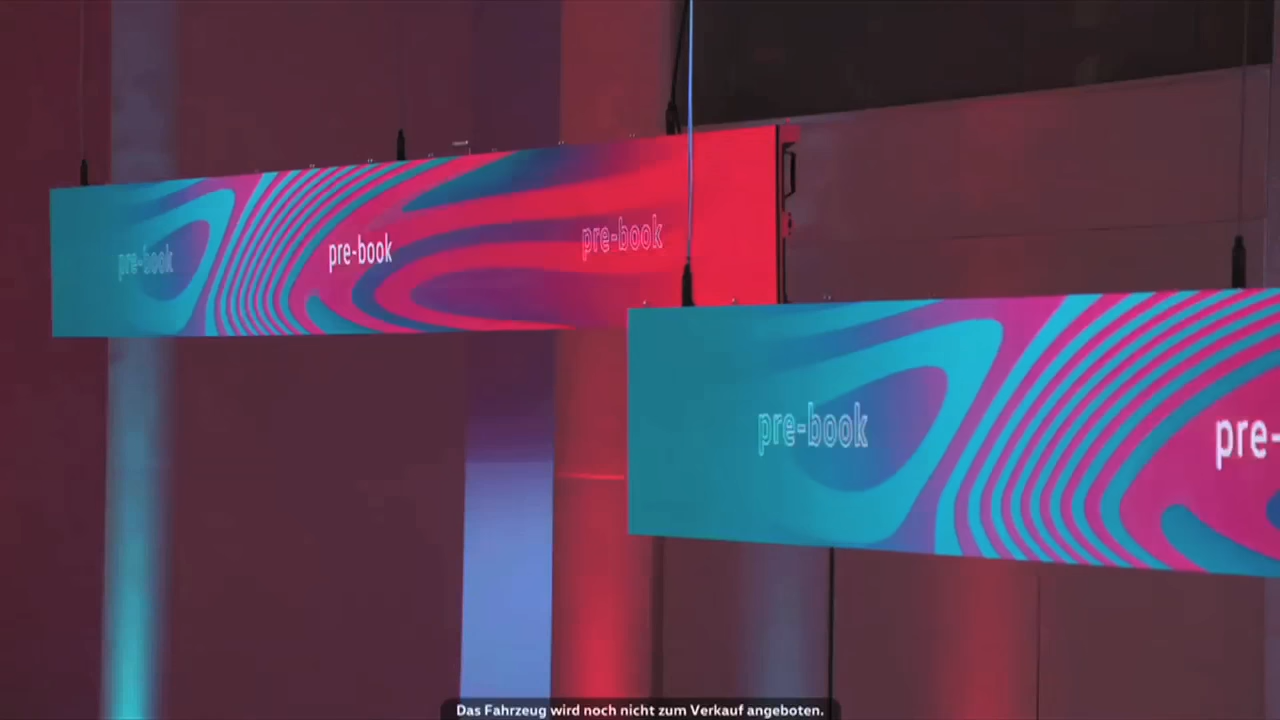 pre-book
pre-book
pre-book
pre-book
pre-
Das Fahrzeug wird noch nicht zum Verkauf angeboten.